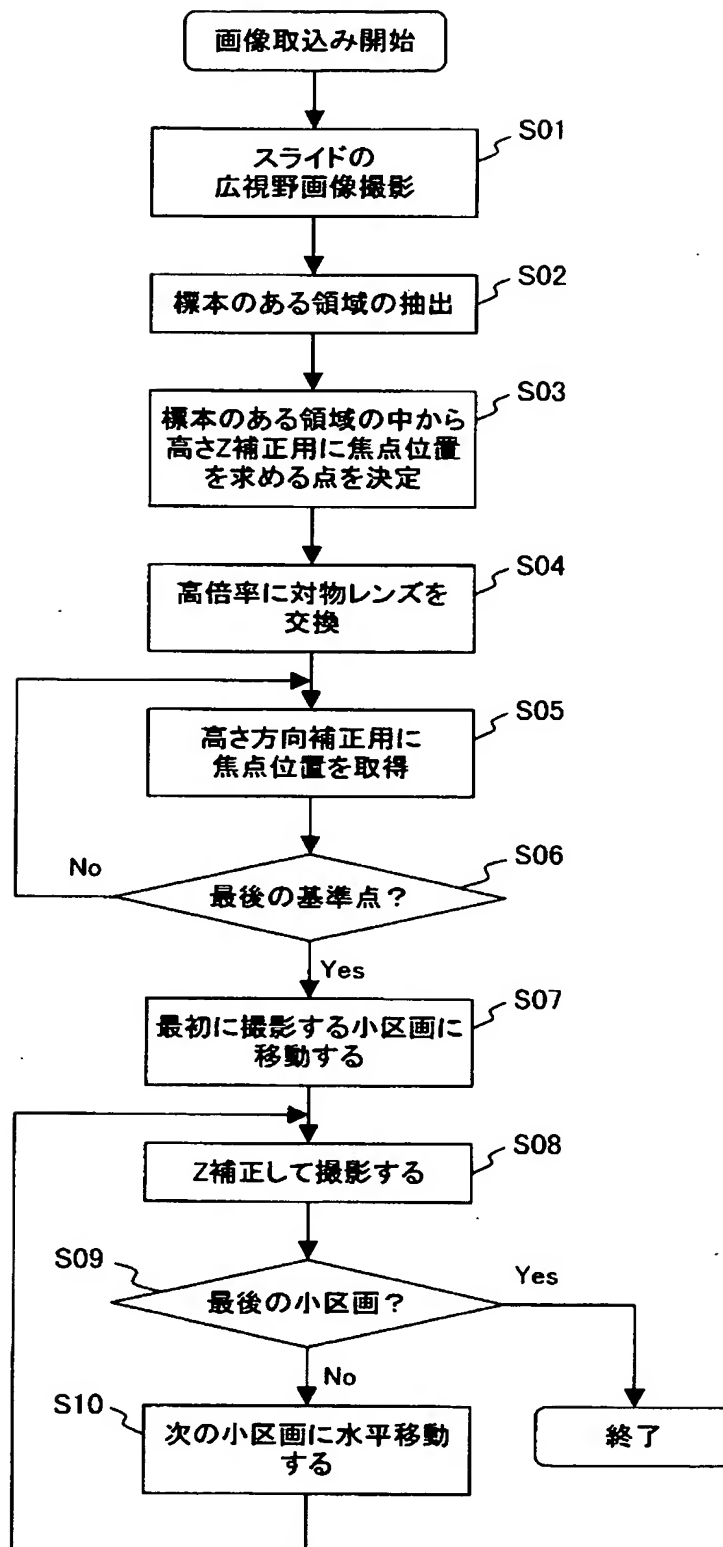 画像取込み開始
S01
スライドの
広視野画像撮影
S02
標本のある領域の抽出
S03
標本のある領域の中から
高さZ補正用に焦点位置
を求める点を決定
S04
高倍率に対物レンズを
交換
S05
高さ方向補正用に
焦点位置を取得
No
S06
最後の基準点？
Yes
S07
最初に撮影する小区画に
移動する
S08
Z補正して撮影する
S09
最後の小区画？
Yes
No
S10
次の小区画に水平移動
する
終了